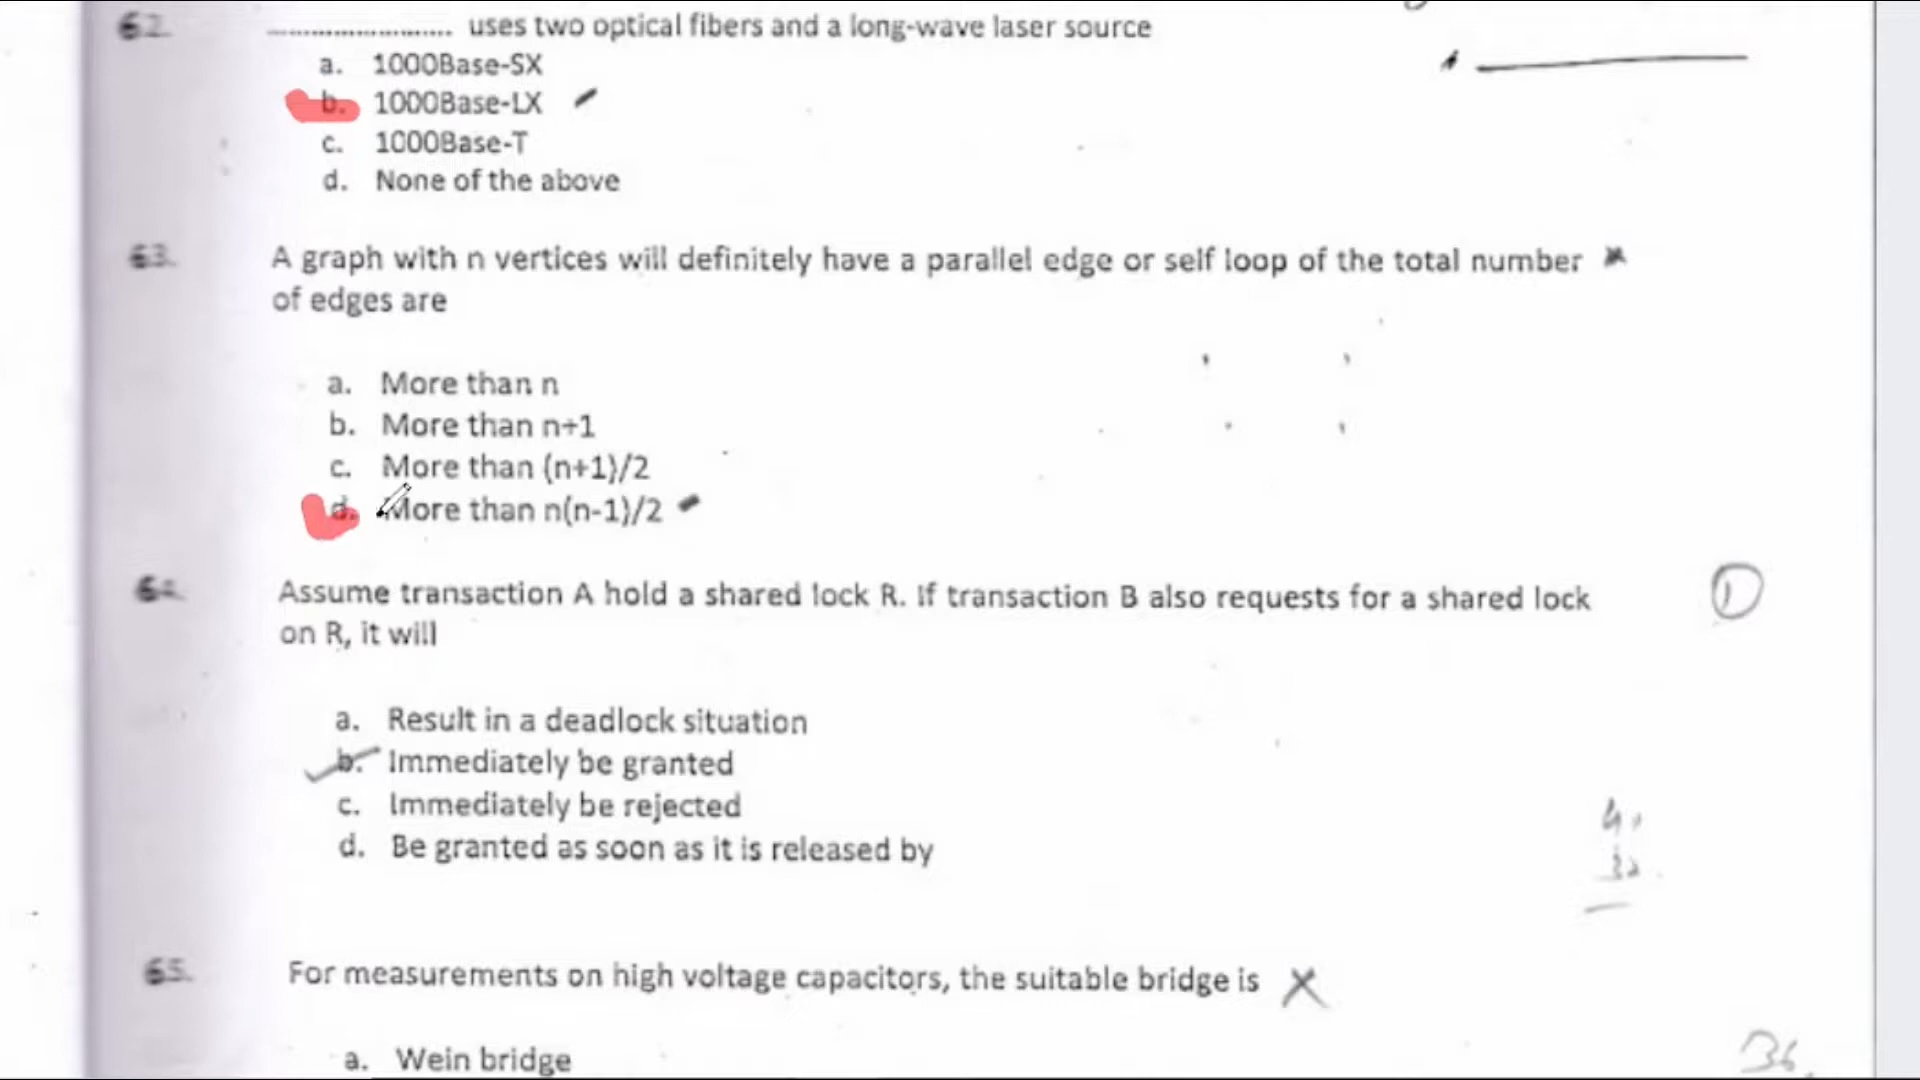 62. ........................ uses two optical fibers and a long-wave laser source
a. 1000Base-SX
b. 1000Base-LX
c. 1000Base-T
d. None of the above
63. A graph with n vertices will definitely have a parallel edge or self loop of the total number
of edges are
a. More than n
b. More than n+1
c. More than (n+1)/2
d. More than n(n-1)/2
64. Assume transaction A hold a shared lock R. If transaction B also requests for a shared lock
on R, it will
a. Result in a deadlock situation
b. Immediately be granted
c. Immediately be rejected
d. Be granted as soon as it is released by
65. For measurements on high voltage capacitors, the suitable bridge is
a. Wein bridge
36